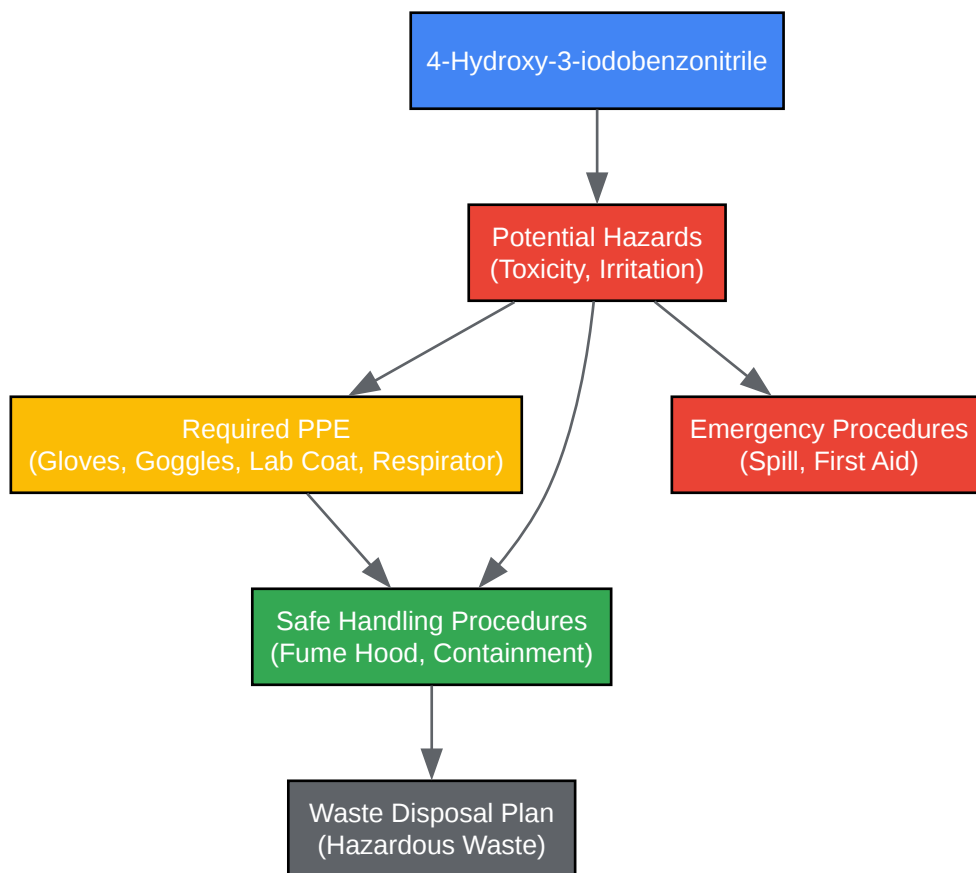 4-Hydroxy-3-iodobenzonitrile
Potential Hazards
(Toxicity, Irritation)
Required PPE
(Gloves, Goggles, Lab Coat, Respirator)
Emergency Procedures
(Spill, First Aid)
Safe Handling Procedures
(Fume Hood, Containment)
Waste Disposal Plan
(Hazardous Waste)